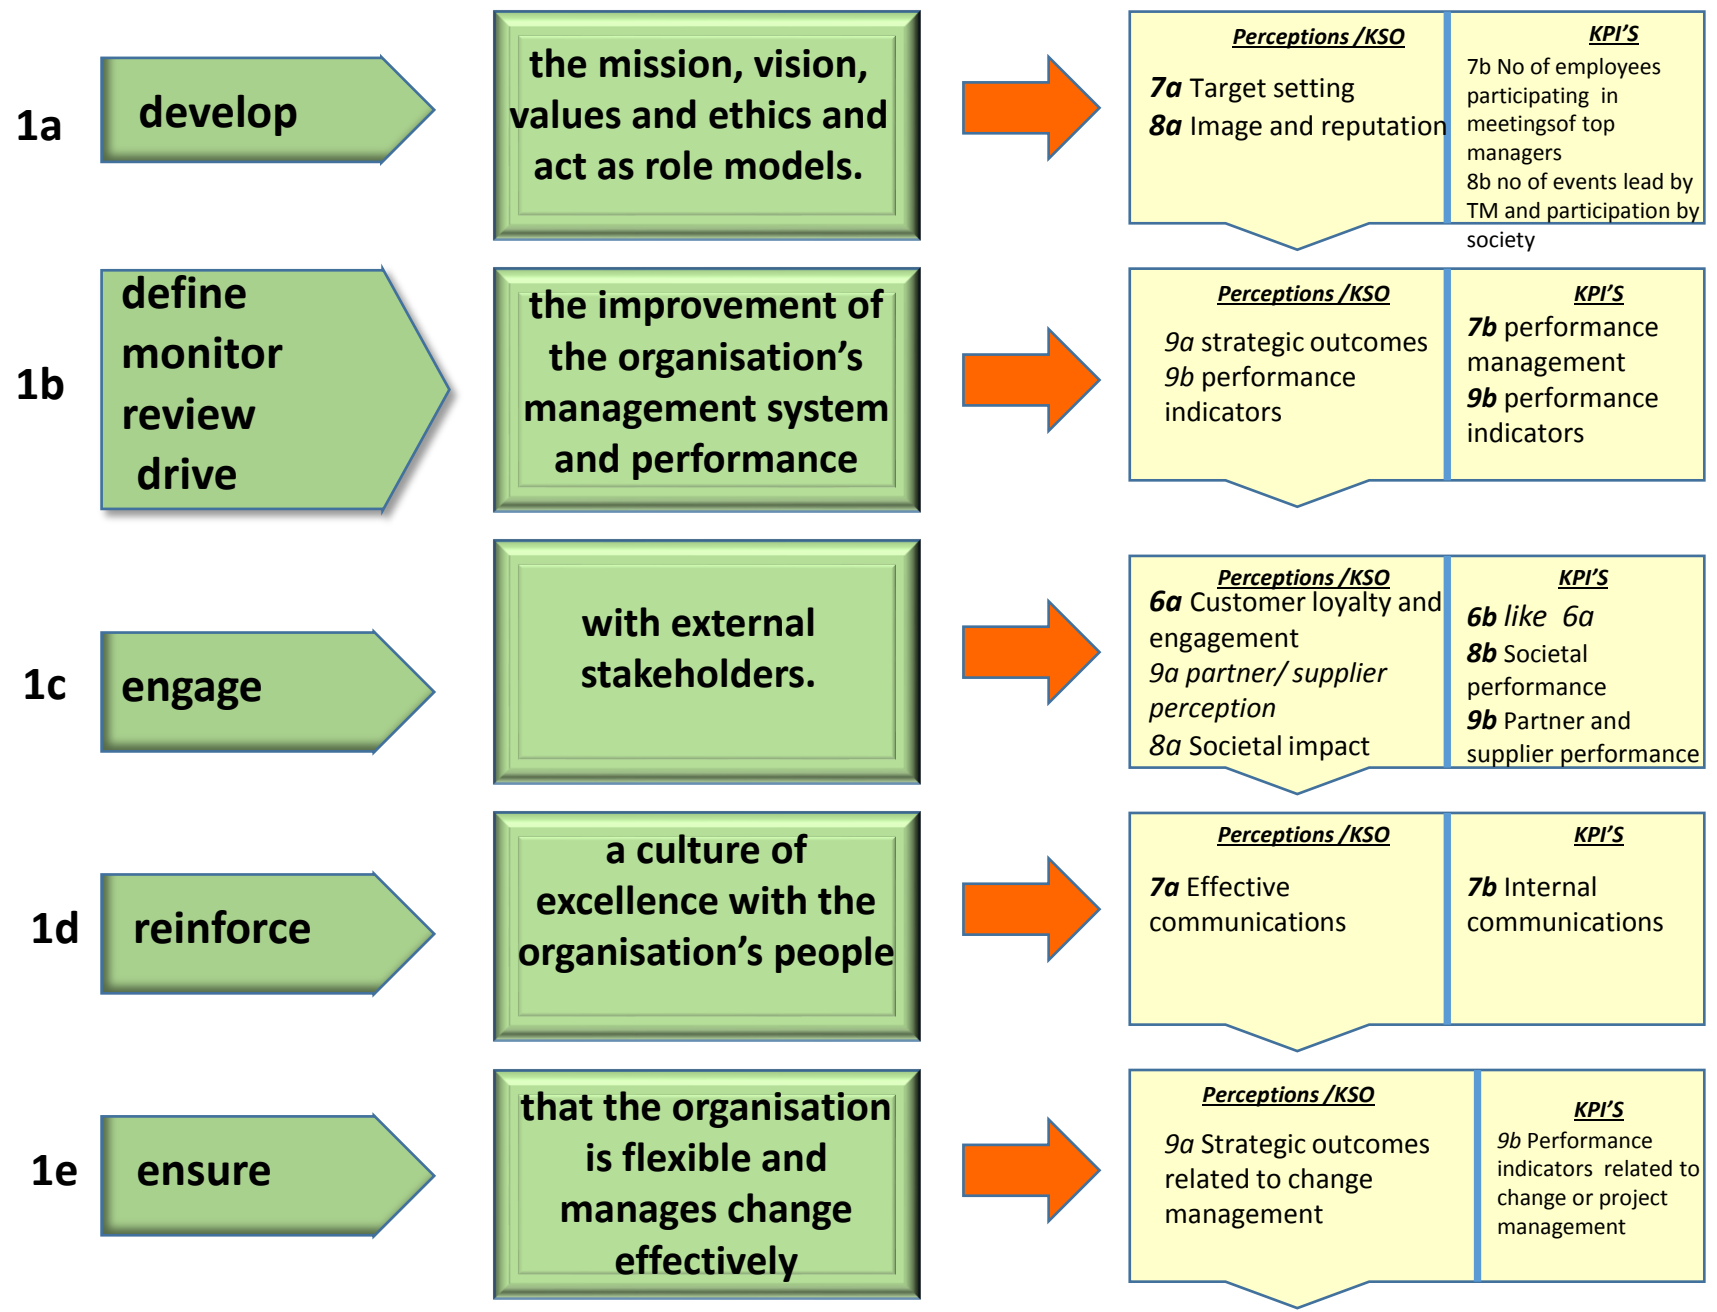 1a
develop
the mission, vision,
values and ethics and
act as role models.
Perceptions /KSO
7a Target setting
8a Image and reputation
KPI'S
7b No of employees
participating in
meetingsof top
managers
8b no of events lead by
TM and participation by
society
1b
define
monitor
review
drive
the improvement of
the organisation's
management system
and performance
Perceptions /KSO
9a strategic outcomes
9b performance
indicators
KPI'S
7b performance
management
9b performance
indicators
1c
engage
with external
stakeholders.
Perceptions /KSO
6a Customer loyalty and
engagement
9a partner/ supplier
perception
8a Societal impact
KPI'S
6b like 6a
8b Societal
performance
9b Partner and
supplier performance
1d
reinforce
a culture of
excellence with the
organisation's people
Perceptions /KSO
7a Effective
communications
KPI'S
7b Internal
communications
1e
ensure
that the organisation
is flexible and
manages change
effectively
Perceptions /KSO
9a Strategic outcomes
related to change
management
KPI'S
9b Performance
indicators related to
change or project
management